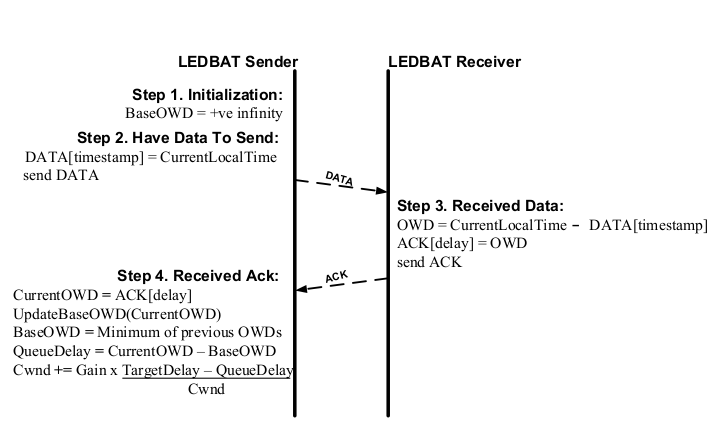 LEDBAT Sender
LEDBAT Receiver
Step 1. Initialization:
BaseOWD = +ve infinity
Step 2. Have Data To Send:
DATA[timestamp] = CurrentLocalTime
send DATA
DATA
Step 3. Received Data:
OWD = CurrentLocalTime – DATA[timestamp]
ACK[delay] = OWD
send ACK
ACK
Step 4. Received Ack:
CurrentOWD = ACK[delay]
UpdateBaseOWD(CurrentOWD)
BaseOWD = Minimum of previous OWDs
QueueDelay = CurrentOWD – BaseOWD
Cwnd += Gain x TargetDelay – QueueDelay
Cwnd